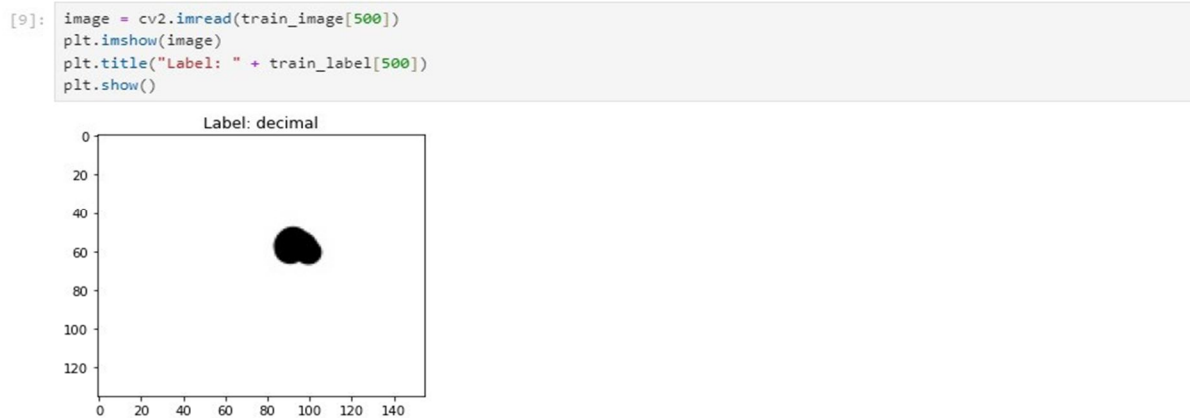 [9]: image = cv2.imread(train_image[500])
plt.imshow(image)
plt.title("Label: " + train_label[500])
plt.show()
Label: decimal
0
20
40
60
80
100
120
0 20 40 60 80 100 120 140